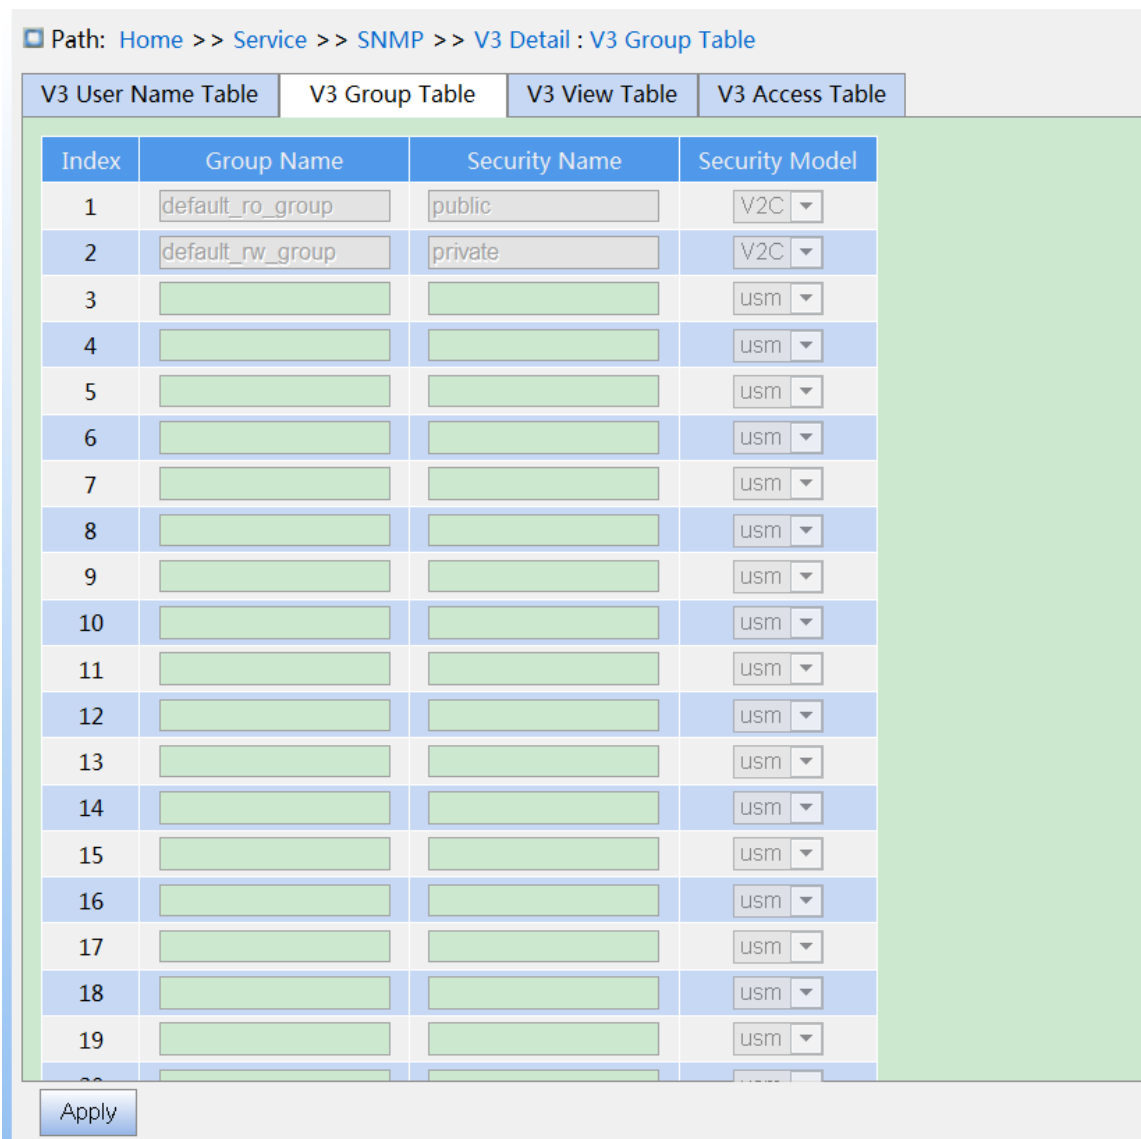 Path: Home >> Service >> SNMP >> V3 Detail : V3 Group Table
V3 User Name Table V3 Group Table V3 View Table V3 Access Table
Index Group Name Security Name Security Model
1 default_ro_group public V2C
2 default_rw_group private V2C
3 usm
4 usm
5 usm
6 usm
7 usm
8 usm
9 usm
10 usm
11 usm
12 usm
13 usm
14 usm
15 usm
16 usm
17 usm
18 usm
19 usm
Apply